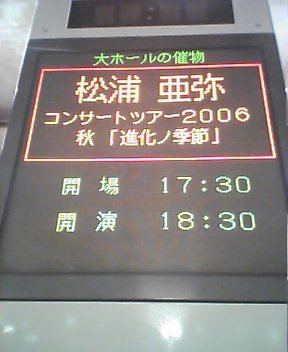 大ホールの催物
松浦 亜弥
コンサートツアー2006
秋 「進化ノ季節」
開 場 17:30
開 演 18:30